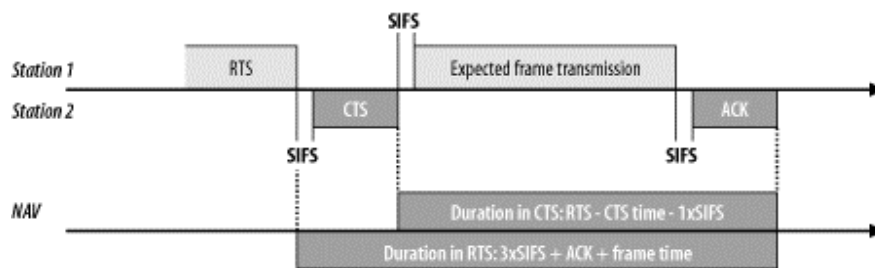 SIFS
Station 1
RTS
Expected frame transmission
Station 2
CTS
ACK
SIFS
SIFS
NAV
Duration in CTS: RTS - CTS time - 1xSIFS
Duration in RTS: 3xSIFS + ACK + frame time